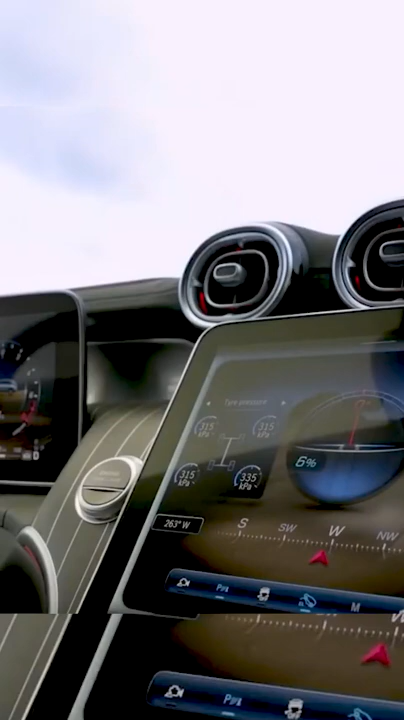 Tyre pressure
315 kPa
315 kPa
315 kPa
335 kPa
6%
263° W
S SW W NW
M